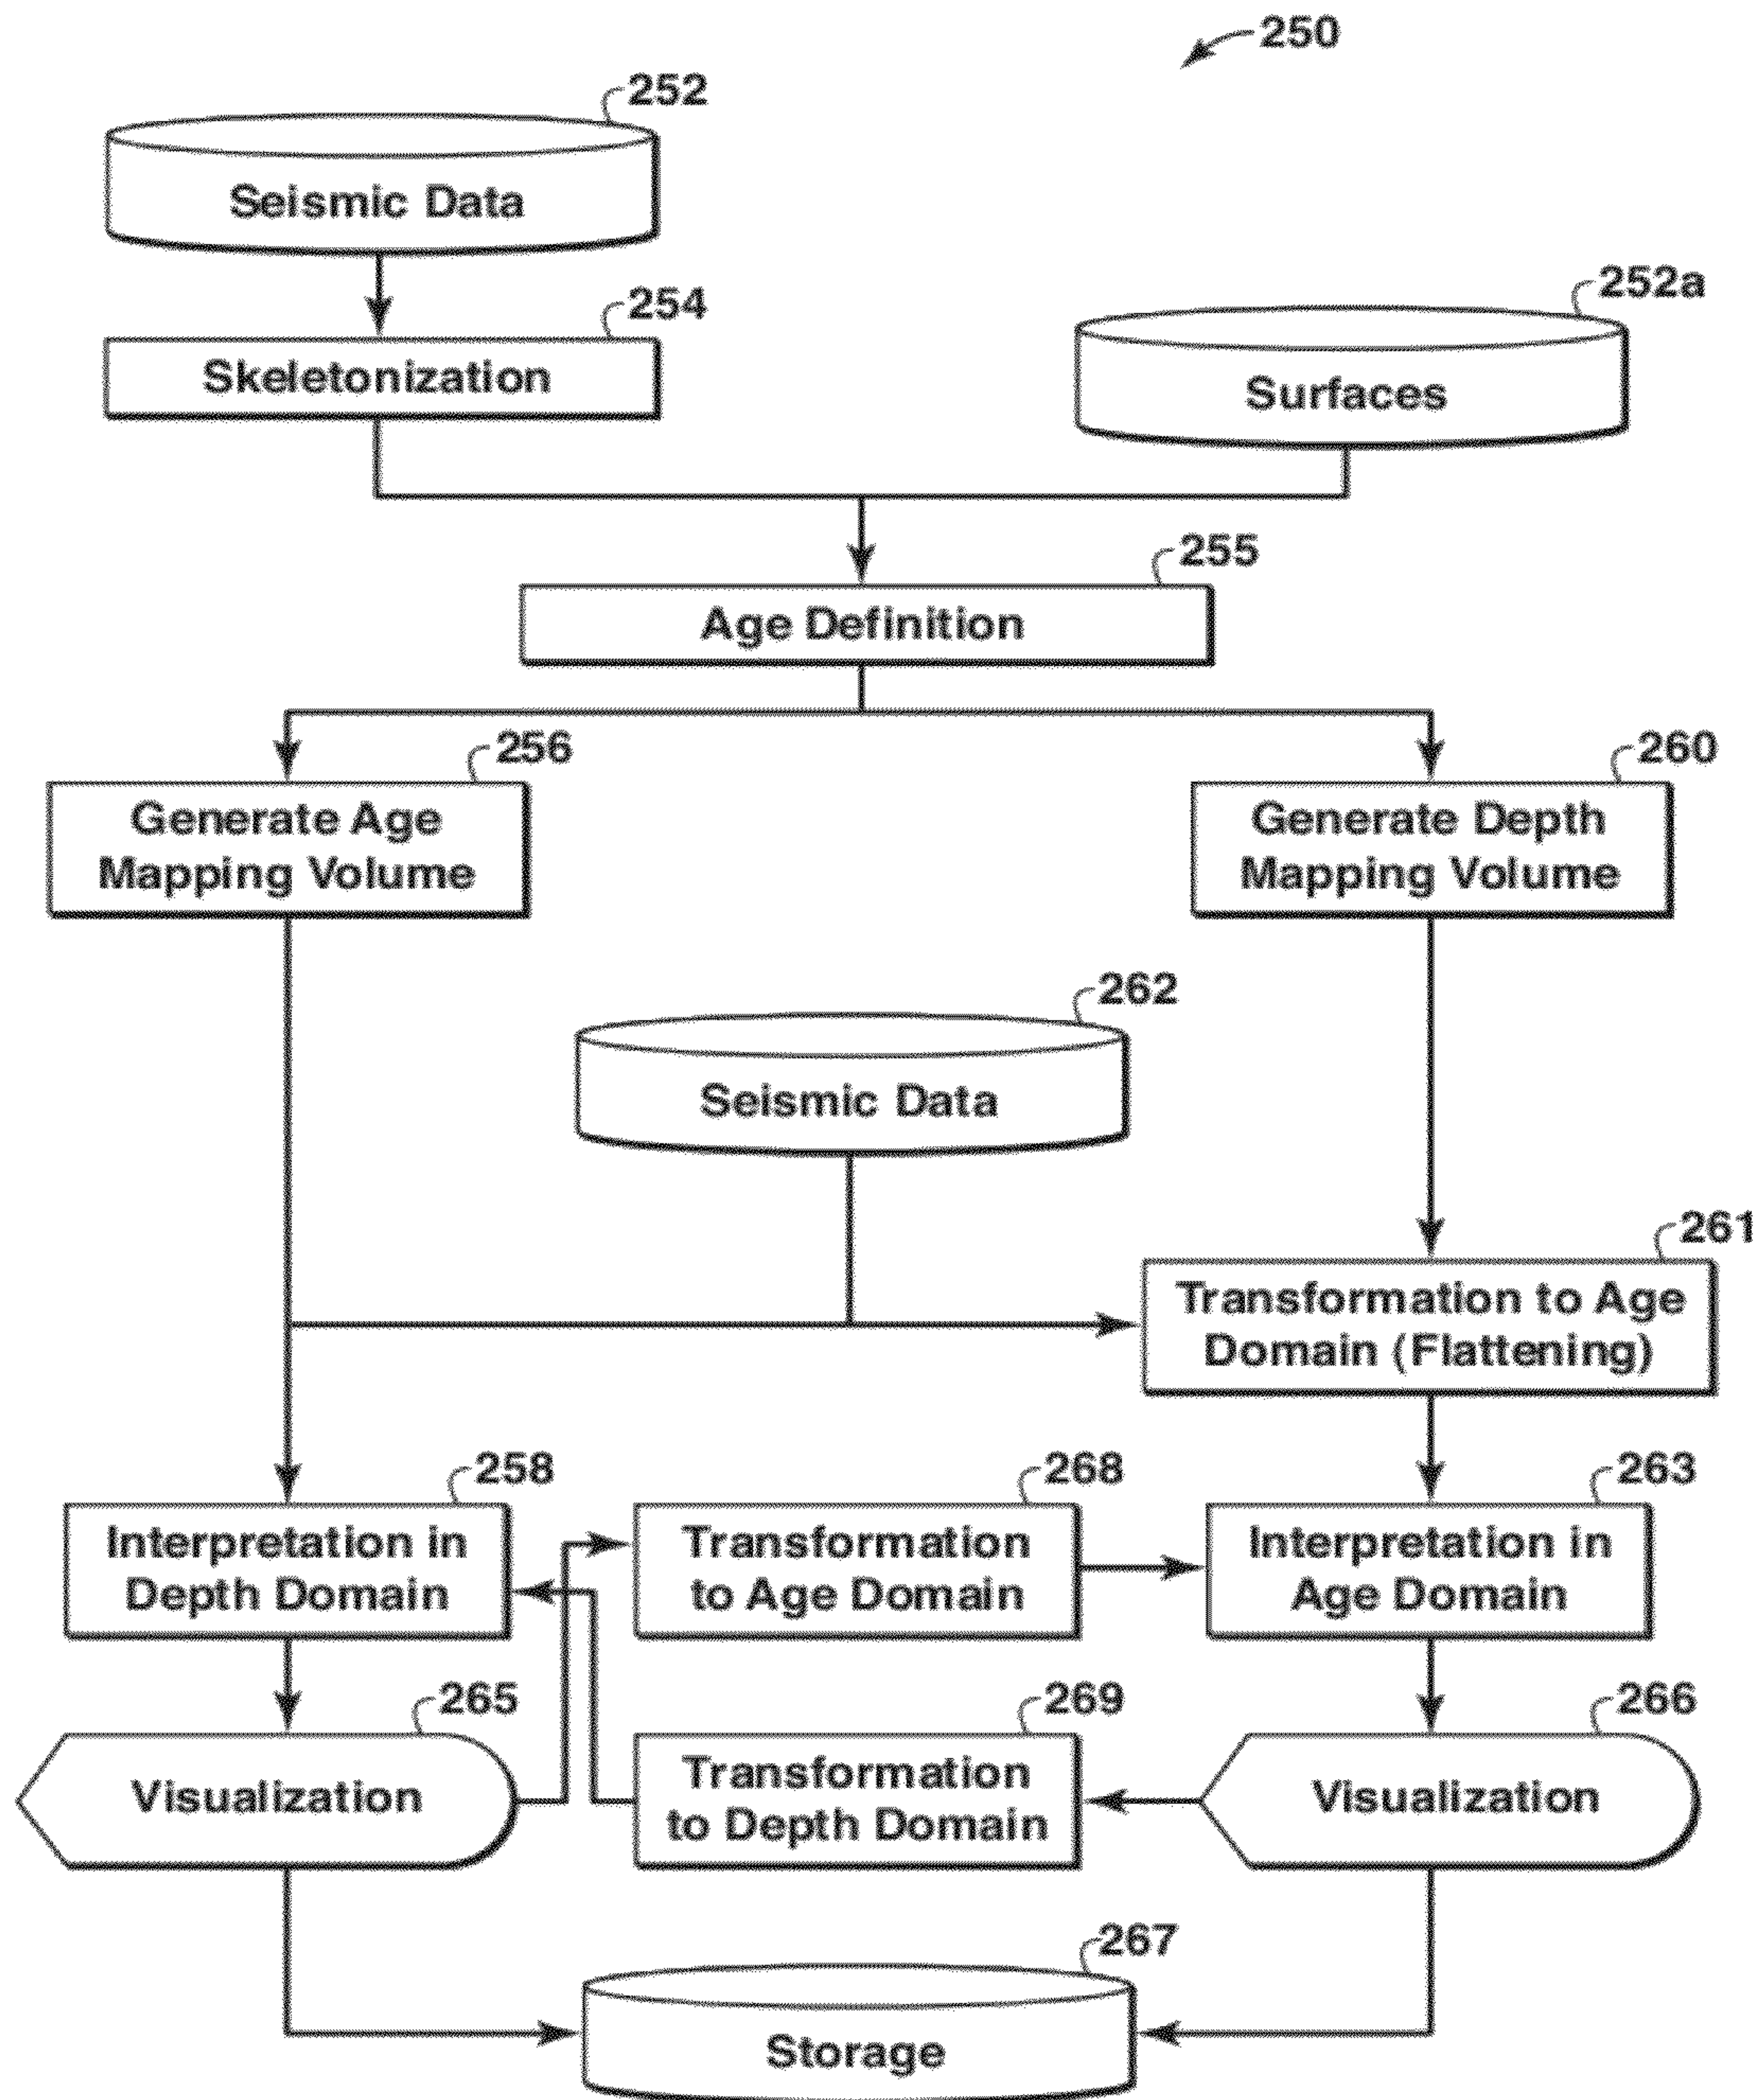 250
252
Seismic Data
254
Skeletonization
252a
Surfaces
255
Age Definition
256
Generate Age
Mapping Volume
260
Generate Depth
Mapping Volume
262
Seismic Data
261
Transformation to Age
Domain (Flattening)
258
Interpretation in
Depth Domain
268
Transformation
to Age Domain
263
Interpretation in
Age Domain
265
Visualization
269
Transformation
to Depth Domain
266
Visualization
267
Storage